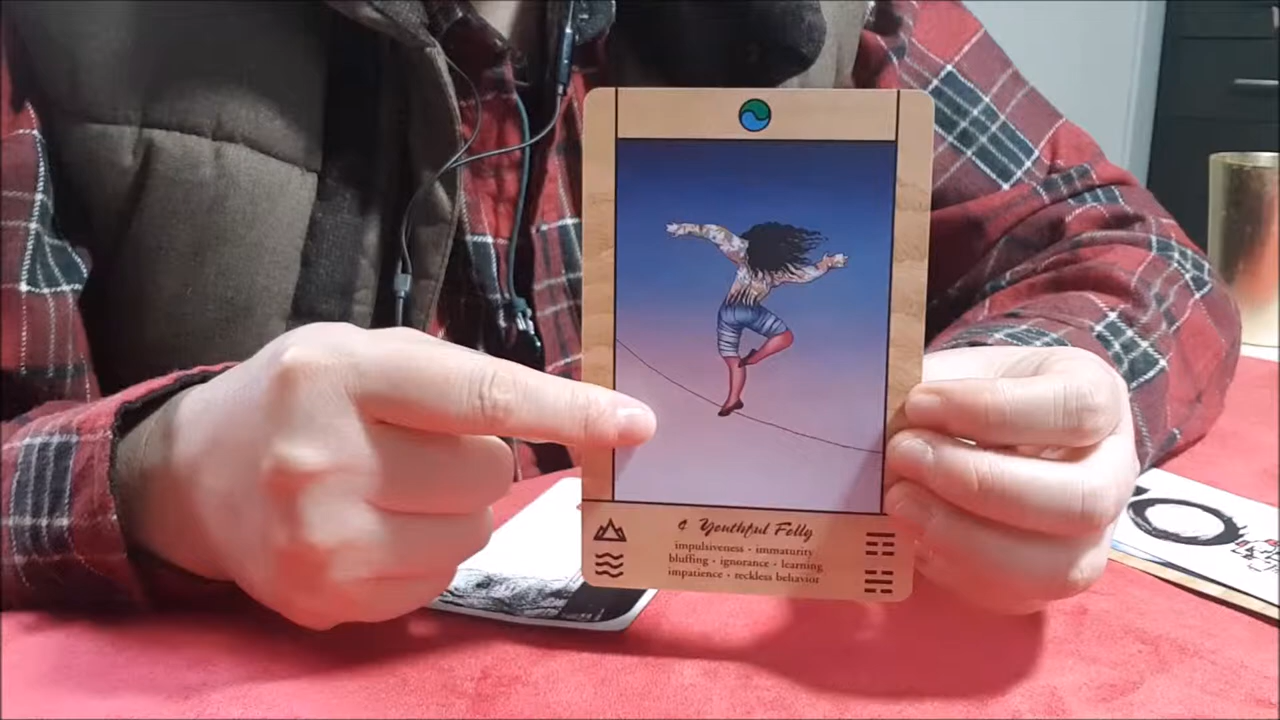 4 Youthful Folly
impulsiveness · immaturity
bluffing · ignorance · learning
impatience · reckless behavior